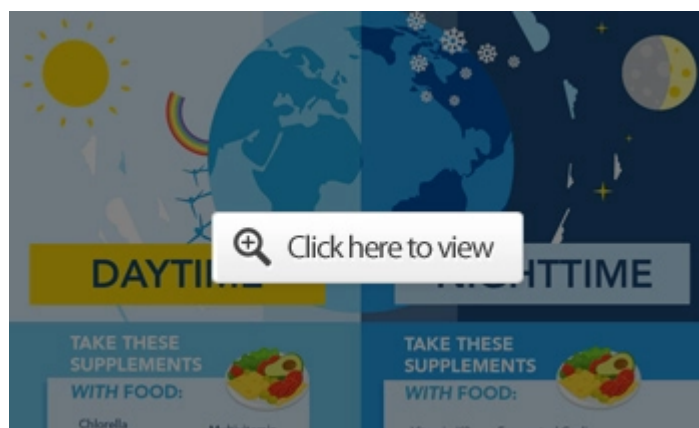 Click here to view
DAYTIME
NIGHTTIME
TAKE THESE
SUPPLEMENTS
WITH FOOD:
Chlorella
TAKE THESE
SUPPLEMENTS
WITH FOOD: